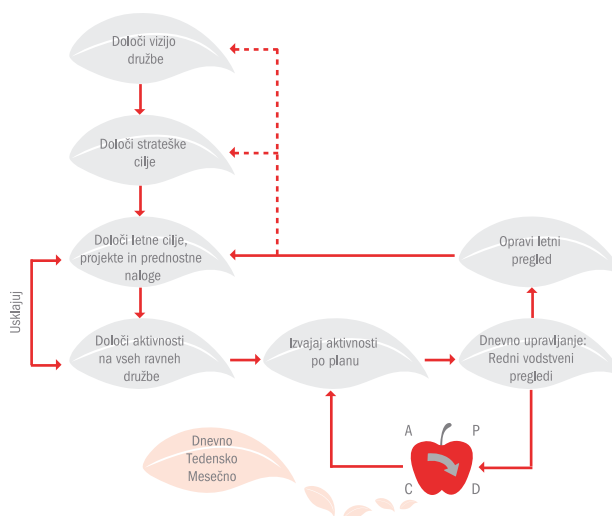 Določi vizijo
družbe
Določi strateške
cilje
Določi letne cilje,
projekte in prednostne
naloge
Opravi letni
pregled
Usklajuj
Določi aktivnosti
na vseh ravneh
družbe
Izvajaj aktivnosti
po planu
Dnevno upravljanje:
Redni vodstveni
pregledi
Dnevno
Tedensko
Mesečno
A
P
C
D